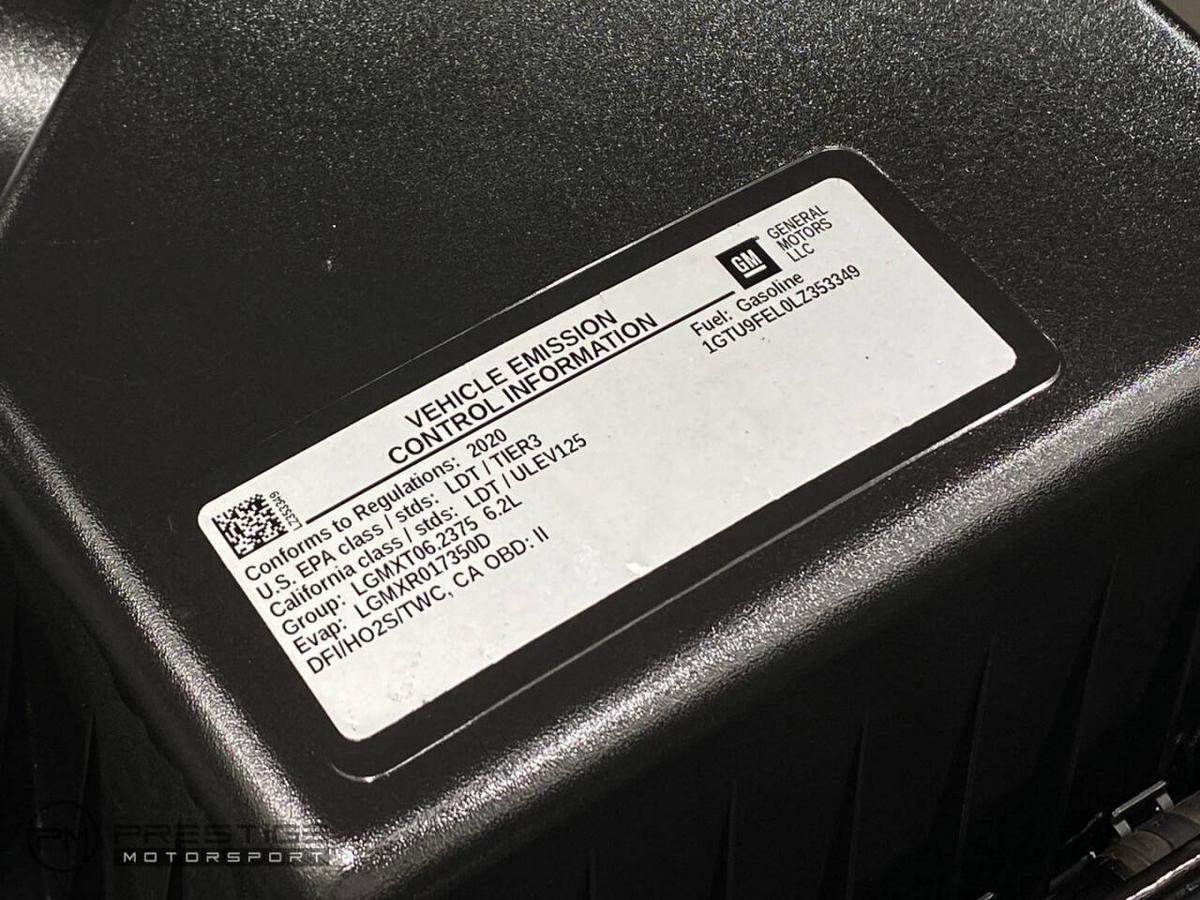 GM
GENERAL
MOTORS
LLC
VEHICLE EMISSION
CONTROL INFORMATION
Fuel: Gasoline
1GTU9FEL0LZ353349
LZ353349
Conforms to Regulations: 2020
U.S. EPA class / stds: LDT / TIER3
California class / stds: LDT / ULEV125
Group: LGMXT06.2375 6.2L
Evap: LGMXR017350D
DFI/HO2S/TWC, CA OBD: II
PM PRESTIGE
MOTORSPORT